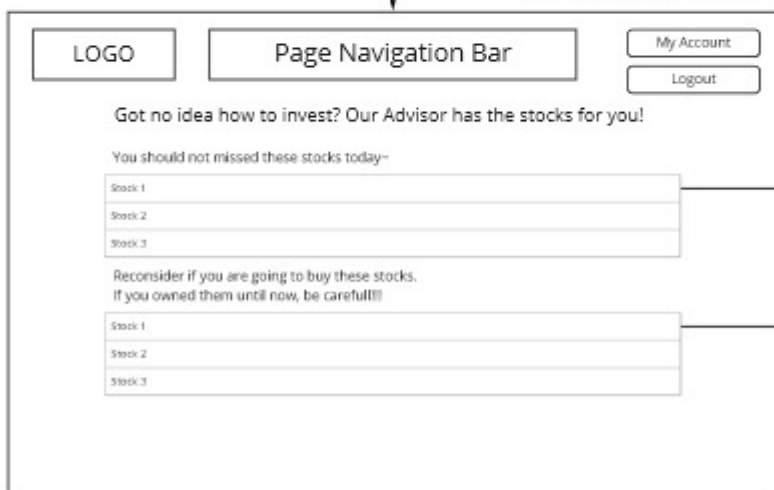 LOGO
Page Navigation Bar
My Account
Logout
Got no idea how to invest? Our Advisor has the stocks for you!
You should not missed these stocks today~
Stock 1
Stock 2
Stock 3
Reconsider if you are going to buy these stocks.
If you owned them until now, be careful!!!!
Stock 1
Stock 2
Stock 3